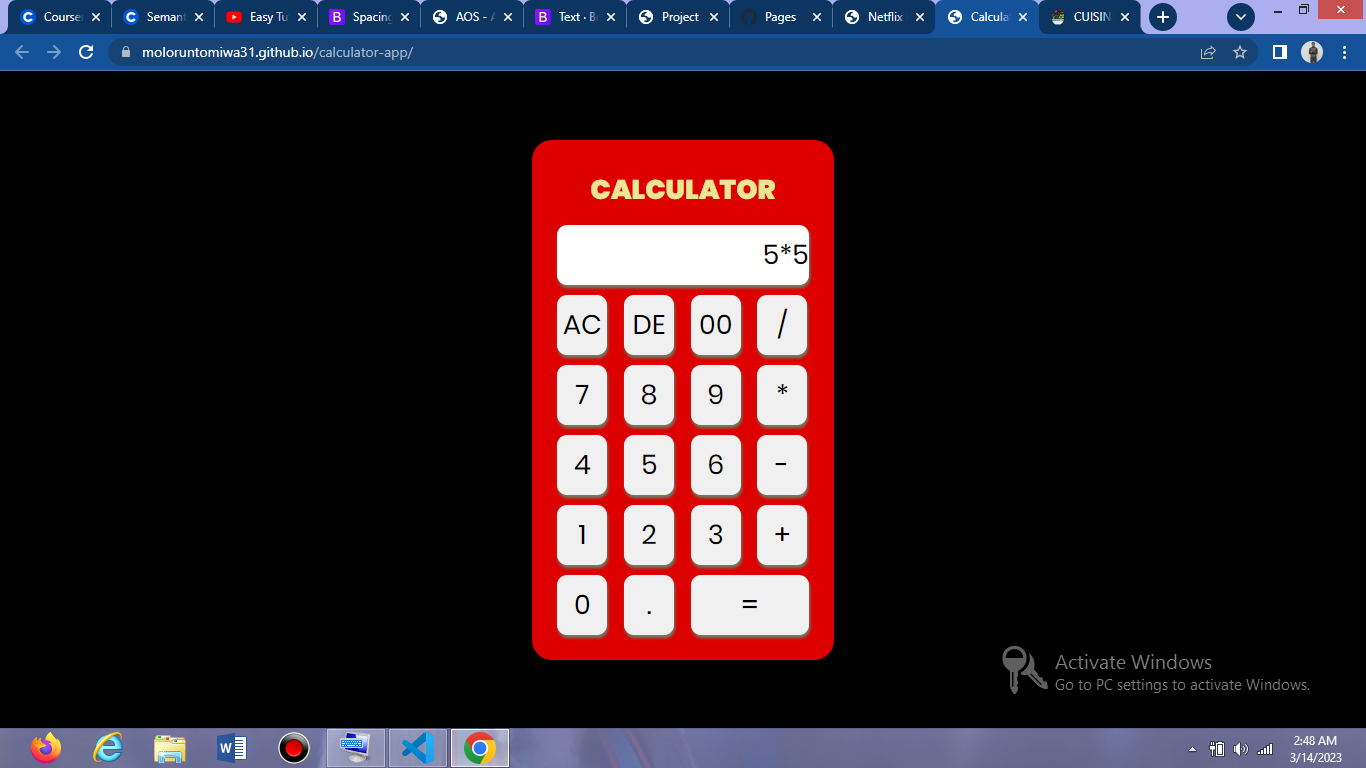 Course
Semant
Easy Tu
Spacing
AOS - A
Text · B
Project
Pages
Netflix
Calcula
CUISIN
moloruntomiwa31.github.io/calculator-app/
CALCULATOR
5*5
AC DE 00 /
7 8 9 *
4 5 6 -
1 2 3 +
0 . =
Activate Windows
Go to PC settings to activate Windows.
2:48 AM
3/14/2023